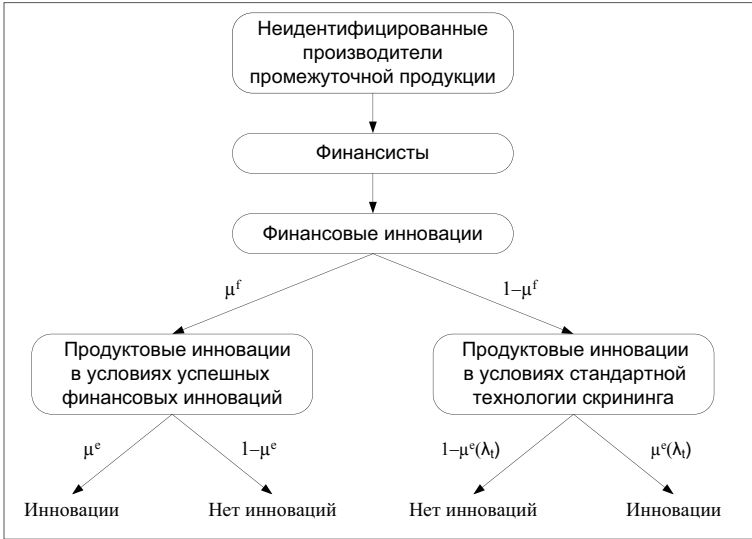 Неидентифицированные
производители
промежуточной продукции
Финансисты
Финансовые инновации
μᶠ
1–μᶠ
Продуктовые инновации
в условиях успешных
финансовых инноваций
Продуктовые инновации
в условиях стандартной
технологии скрининга
μᵉ
1–μᵉ
1–μᵉ(λₜ)
μᵉ(λₜ)
Инновации
Нет инноваций
Нет инноваций
Инновации